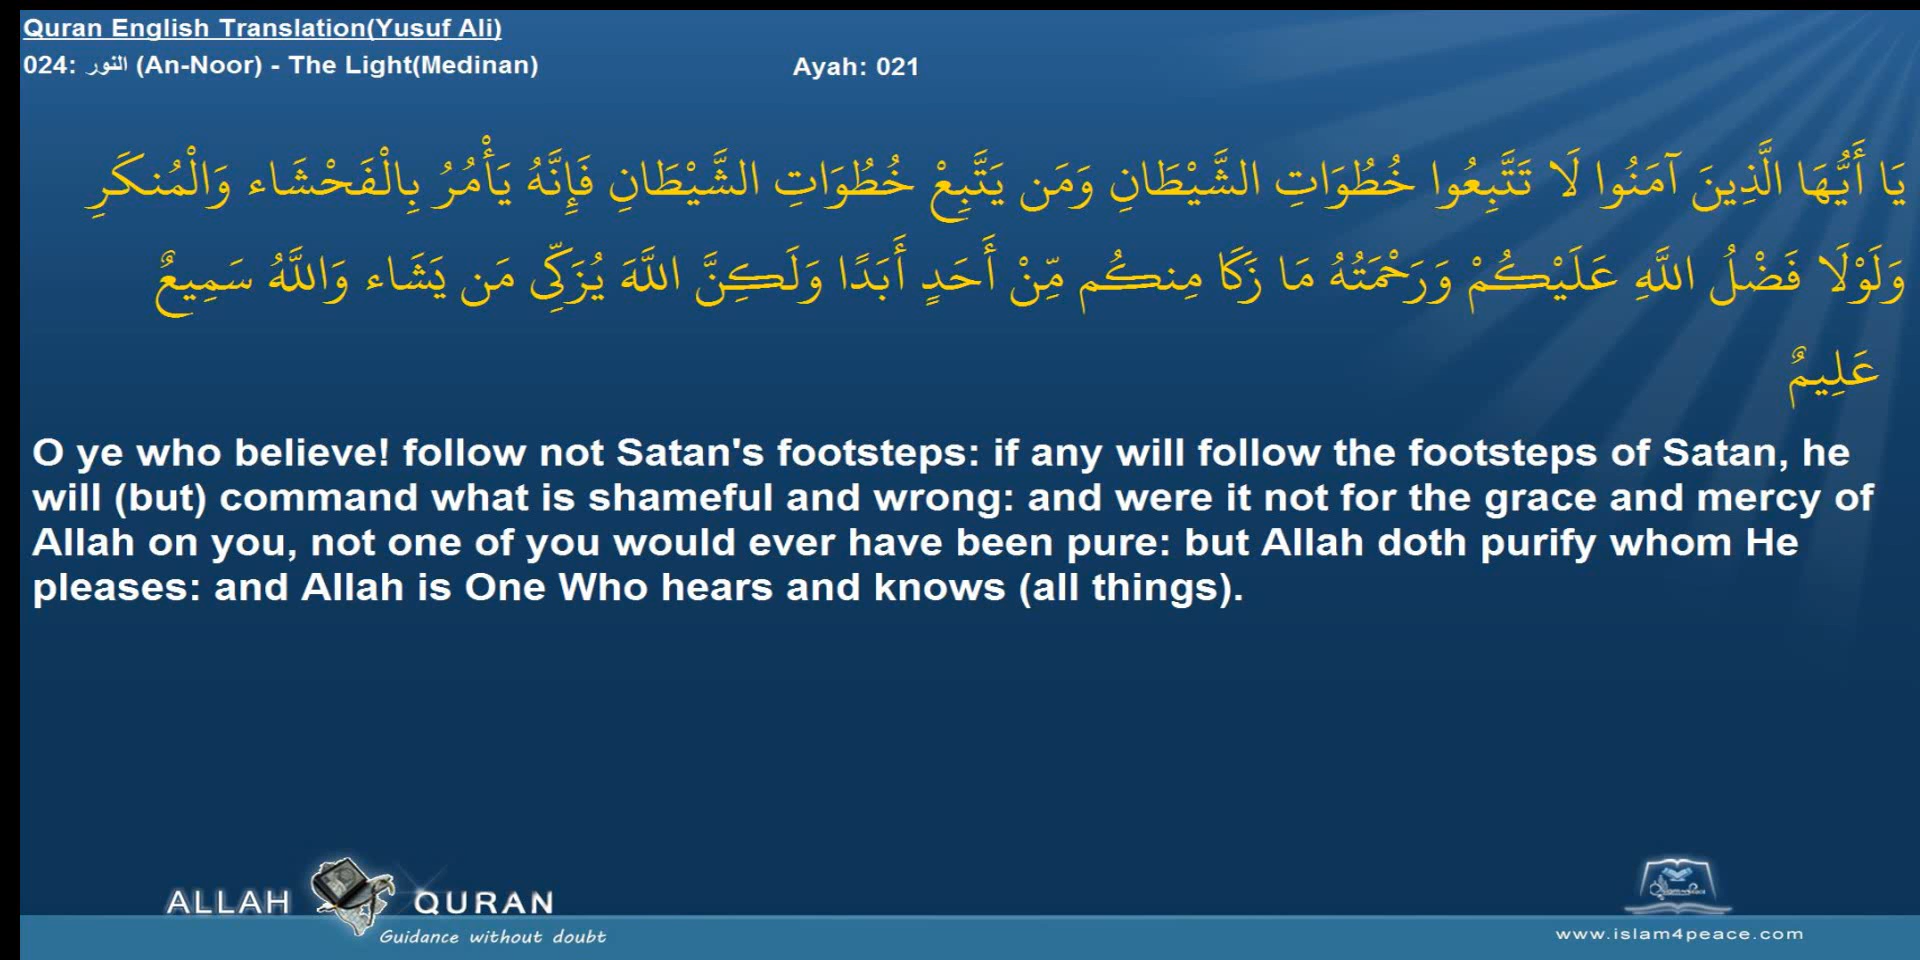 Quran English Translation(Yusuf Ali)
024: النور (An-Noor) - The Light(Medinan) Ayah: 021
يَا أَيُّهَا الَّذِينَ آمَنُوا لَا تَتَّبِعُوا خُطُوَاتِ الشَّيْطَانِ وَمَن يَتَّبِعْ خُطُوَاتِ الشَّيْطَانِ فَإِنَّهُ يَأْمُرُ بِالْفَحْشَاء وَالْمُنكَرِ
وَلَوْلَا فَضْلُ اللَّهِ عَلَيْكُمْ وَرَحْمَتُهُ مَا زَكَا مِنكُم مِّنْ أَحَدٍ أَبَدًا وَلَكِنَّ اللَّهَ يُزَكِّي مَن يَشَاء وَاللَّهُ سَمِيعٌ
عَلِيمٌ
O ye who believe! follow not Satan's footsteps: if any will follow the footsteps of Satan, he
will (but) command what is shameful and wrong: and were it not for the grace and mercy of
Allah on you, not one of you would ever have been pure: but Allah doth purify whom He
pleases: and Allah is One Who hears and knows (all things).
ALLAH QURAN
Guidance without doubt
www.islam4peace.com